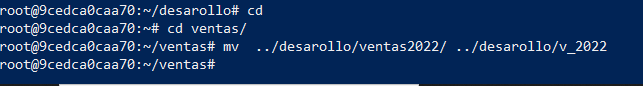 root@9cedca0caa70:~/desarollo# cd
root@9cedca0caa70:~# cd ventas/
root@9cedca0caa70:~/ventas# mv  ../desarollo/ventas2022/ ../desarollo/v_2022
root@9cedca0caa70:~/ventas#